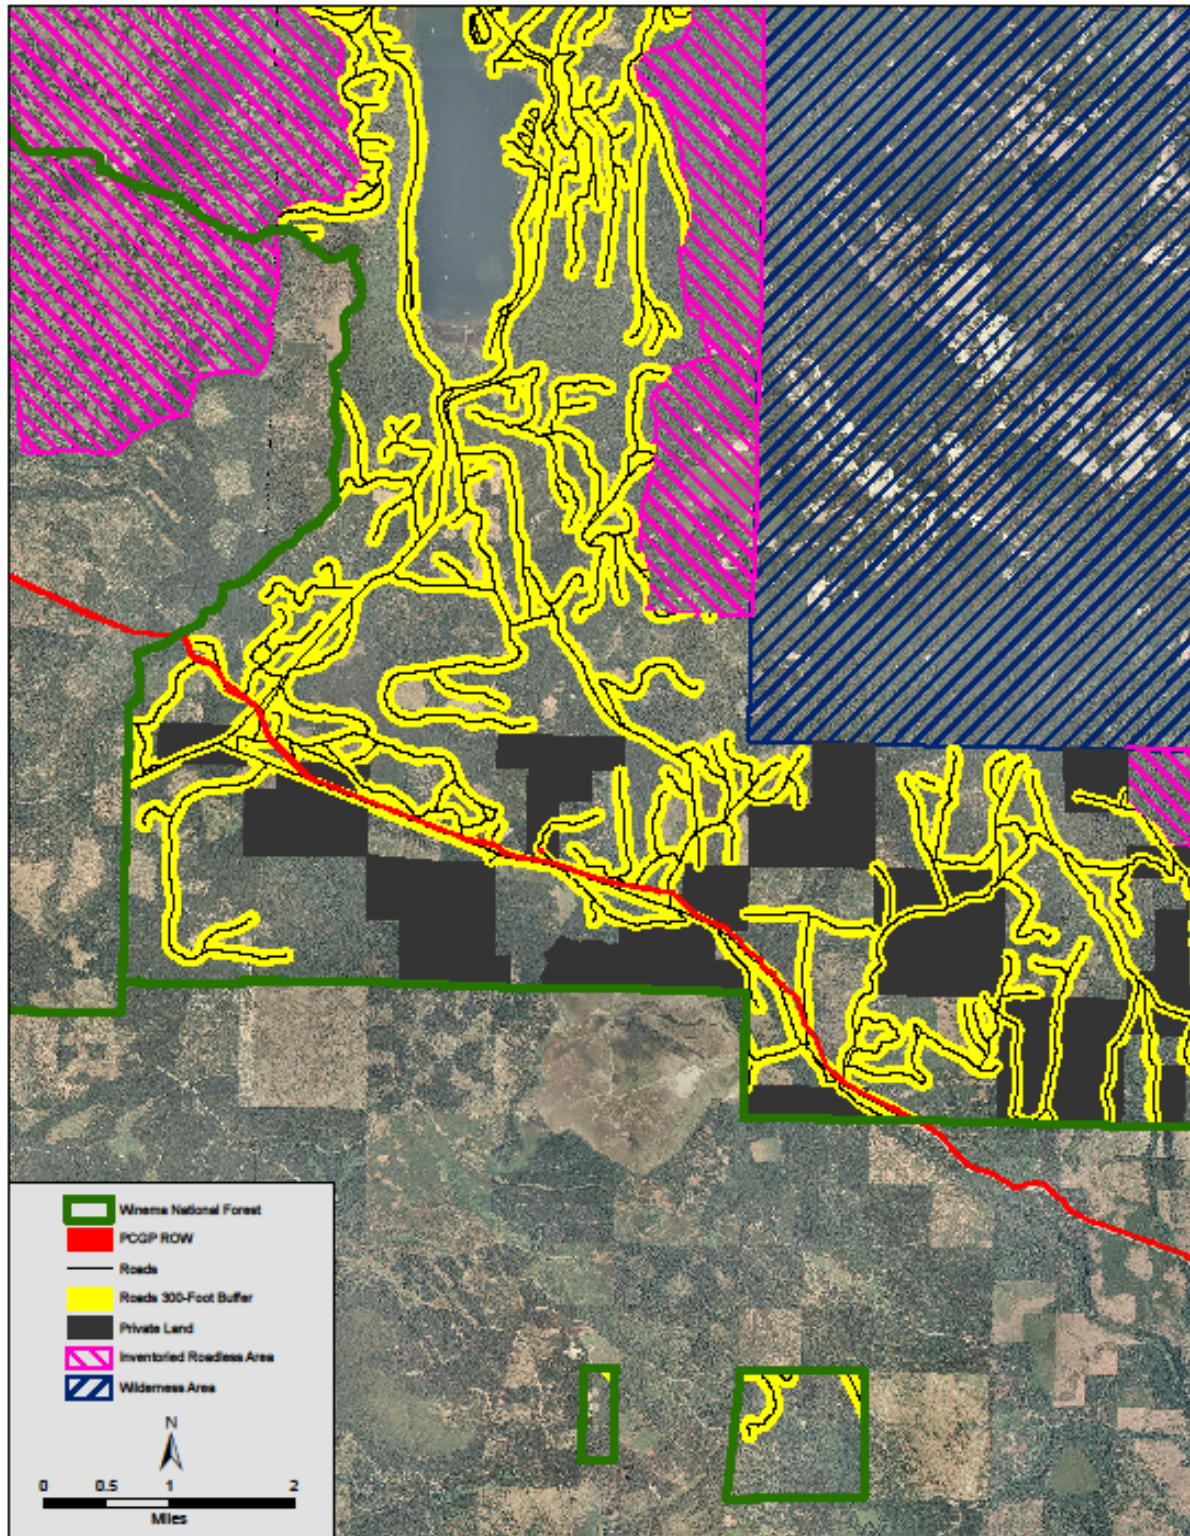 Winema National Forest
PCGP ROW
Roads
Roads 300-Foot Buffer
Private Land
Inventoried Roadless Area
Wilderness Area
N
0 0.5 1 2
Miles